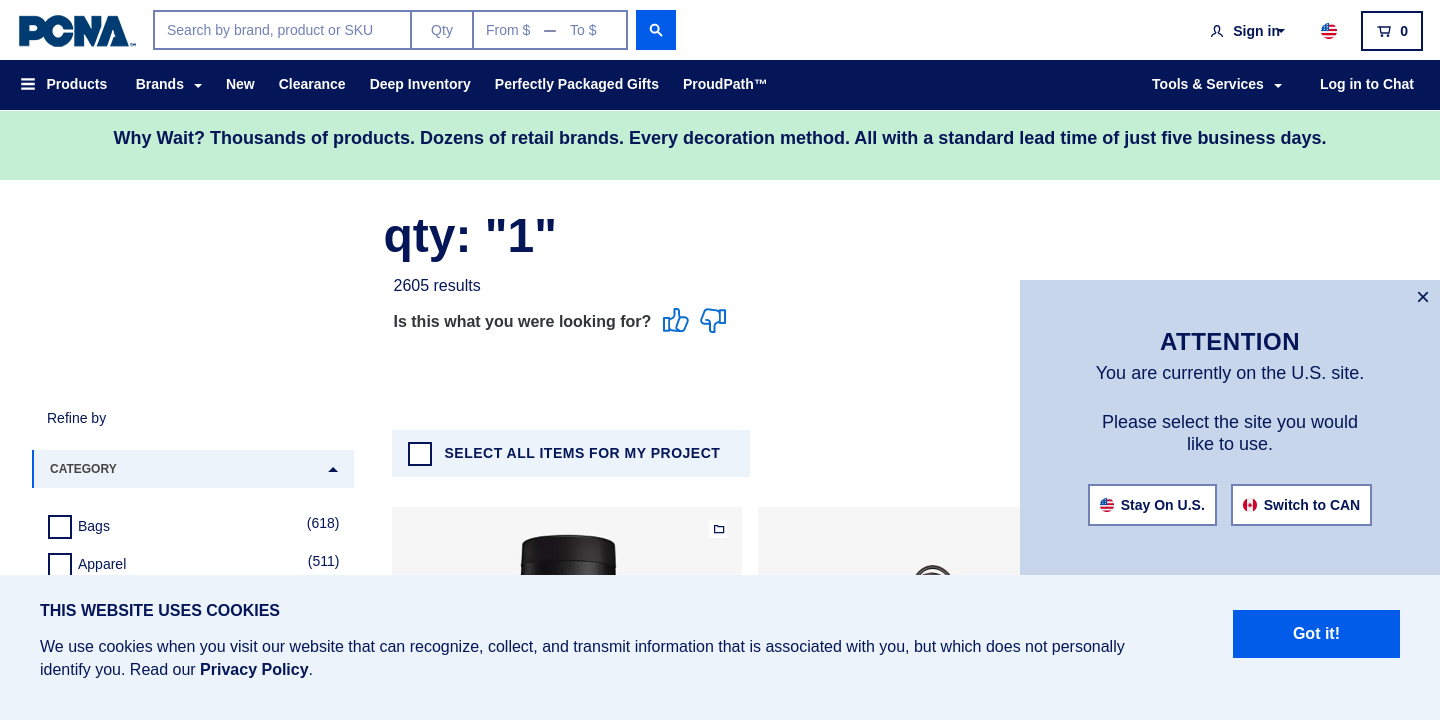 PCNA™
Search by brand, product or SKU
Qty
From $ — To $
Sign in
0
Products
Brands
New
Clearance
Deep Inventory
Perfectly Packaged Gifts
ProudPath™
Tools & Services
Log in to Chat
Why Wait? Thousands of products. Dozens of retail brands. Every decoration method. All with a standard lead time of just five business days.
qty: "1"
2605 results
Is this what you were looking for?
×
ATTENTION
You are currently on the U.S. site.
Please select the site you would
like to use.
Stay On U.S.
Switch to CAN
Refine by
CATEGORY
SELECT ALL ITEMS FOR MY PROJECT
Bags (618)
Apparel (511)
THIS WEBSITE USES COOKIES
We use cookies when you visit our website that can recognize, collect, and transmit information that is associated with you, but which does not personally
identify you. Read our Privacy Policy.
Got it!